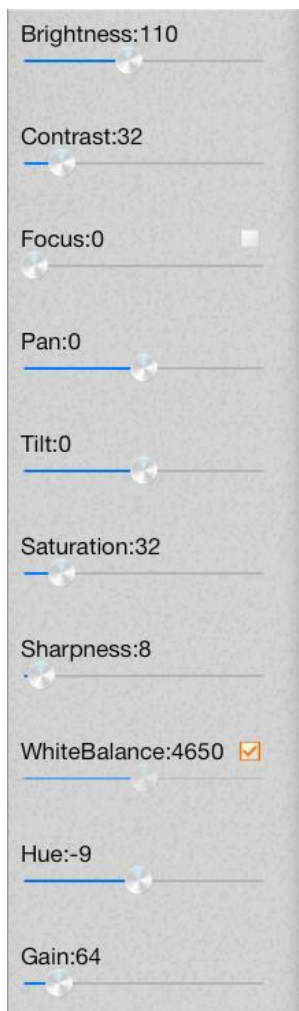 Brightness:110
Contrast:32
Focus:0
Pan:0
Tilt:0
Saturation:32
Sharpness:8
WhiteBalance:4650
Hue:-9
Gain:64